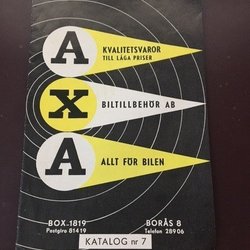 A
KVALITETSVAROR
TILL LÅGA PRISER
X
BILTILLBEHÖR AB
A
ALLT FÖR BILEN
BOX.1819
Postgiro 81419
BORÅS 8
Telefon 28906
KATALOG nr 7